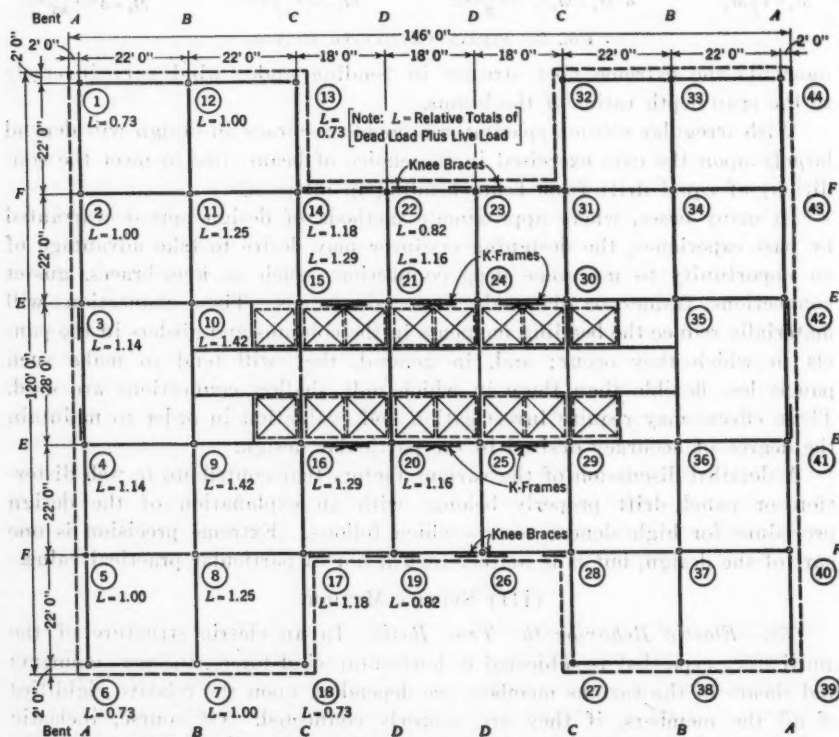 Bent A B C D D C B A
146' 0"
2' 0" 22' 0" 22' 0" 18' 0" 18' 0" 18' 0" 22' 0" 22' 0" 2' 0"
2' 0"
1 12 13 32 33 44
L=0.73 L=1.00 L=0.73
Note: L=Relative Totals of
Dead Load Plus Live Load
22' 0"
Knee Braces
F F
2 11 14 22 23 31 34 43
L=1.00 L=1.25 L=1.18 L=0.82
22' 0"
L=1.29 L=1.16 K-Frames
15 21 24 30
E E
3 10 35 42
L=1.14 L=1.42
120' 0"
28' 0"
E E
4 9 16 20 25 29 36 41
L=1.14 L=1.42 L=1.29 L=1.16 K-Frames
22' 0"
Knee Braces
F F
5 8 17 19 26 28 37 40
L=1.00 L=1.25 L=1.18 L=0.82
22' 0"
2' 0"
6 7 18 27 38 39
L=0.73 L=1.00 L=0.73
Bent A B C D D C B A